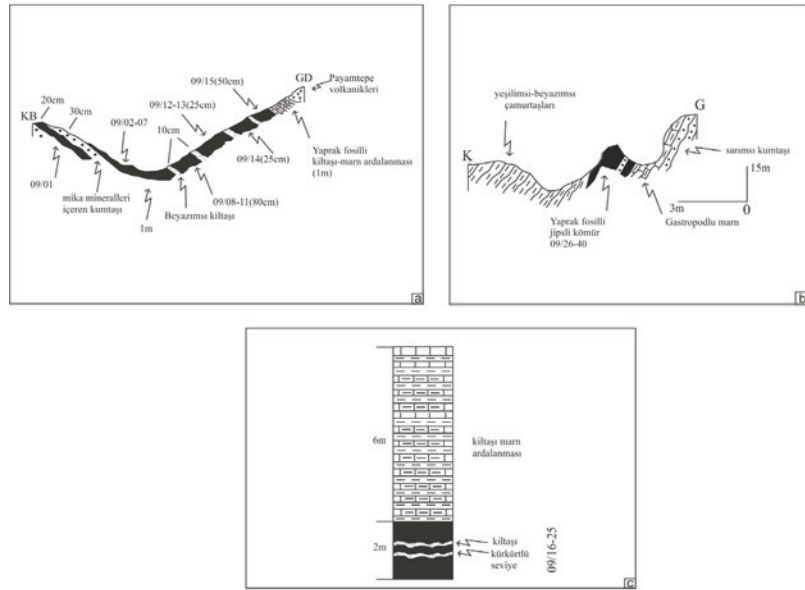 09/15(50cm)
GD
Payamtepe
volkanikleri
20cm
KB
30cm
09/12-13(25cm)
09/02-07
10cm
Yaprak fosilli
kiltaşı-marn ardalanması
(1m)
09/14(25cm)
09/01
mika mineralleri
içeren kumtaşı
Beyazımsı kiltaşı
09/08-11(80cm)
1m
a
yeşilimsi-beyazımsı
çamurtaşları
G
K
sarımsı kumtaşı
15m
3m
0
Yaprak fosilli
jipsli kömür
09/26-40
Gastropodlu marn
b
6m
kiltaşı marn
ardalanması
2m
kiltaşı
kürkürtlü
seviye
09/16-25
c